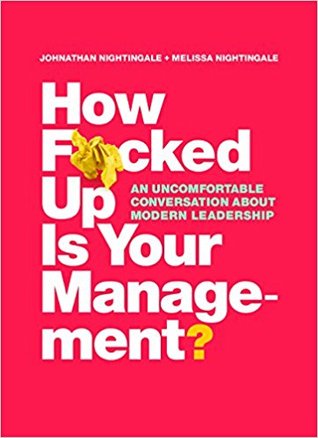 JOHNATHAN NIGHTINGALE + MELISSA NIGHTINGALE
How
F cked
Up
AN UNCOMFORTABLE
CONVERSATION ABOUT
MODERN LEADERSHIP
Is Your
Manage-
ment?